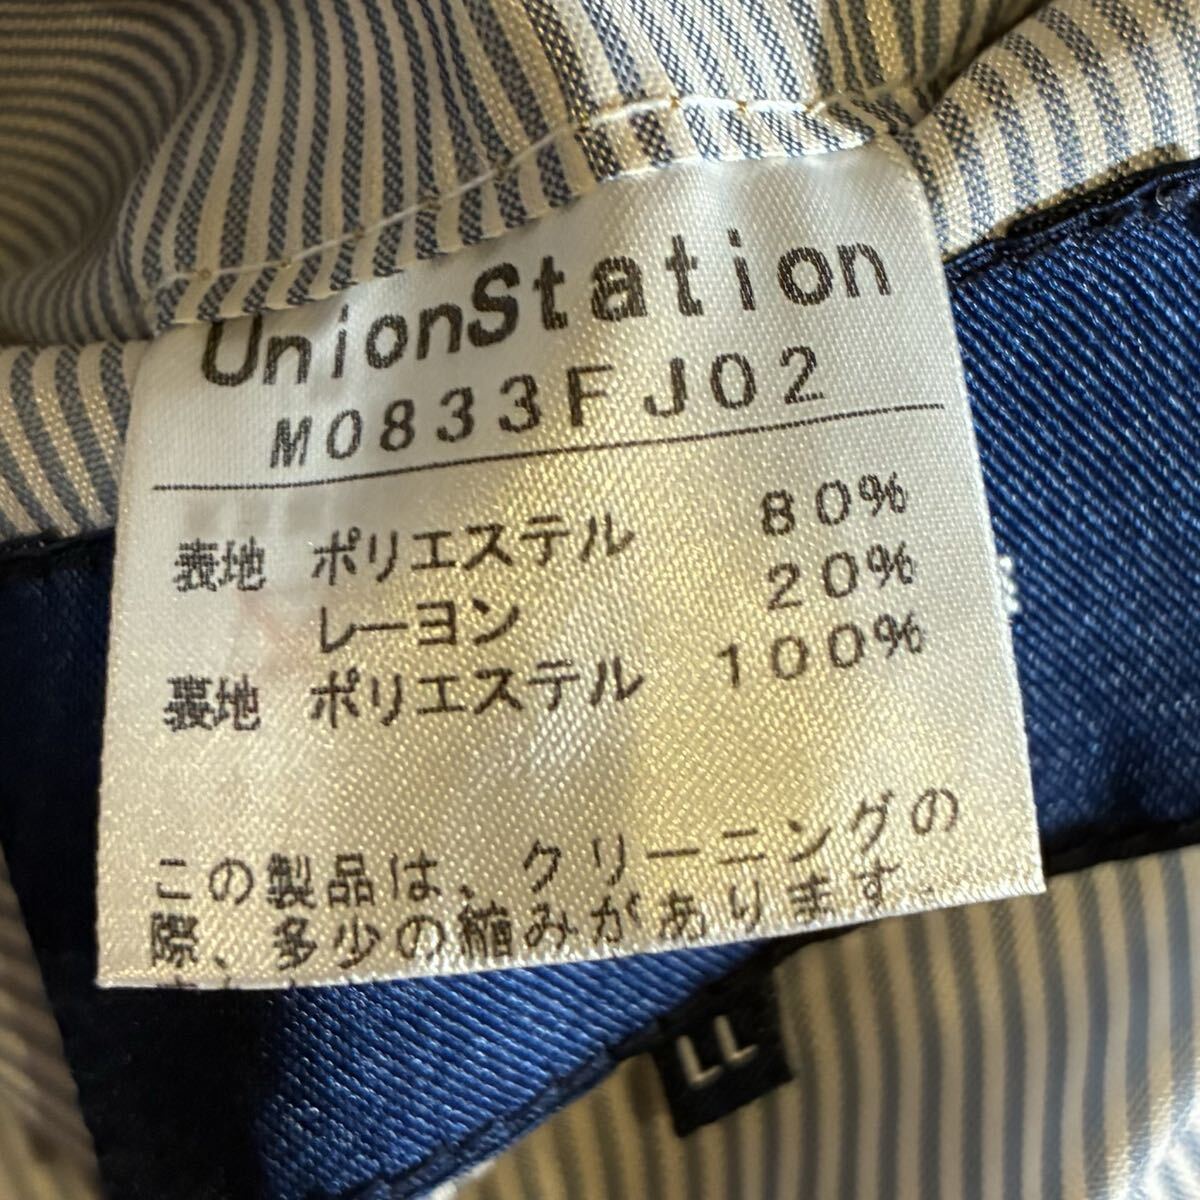 UnionStation
M0833FJ02
表地 ポリエステル 80%
レーヨン 20%
裏地 ポリエステル 100%
この製品は、クリーニングの
際、多少の縮みがあります.
LL